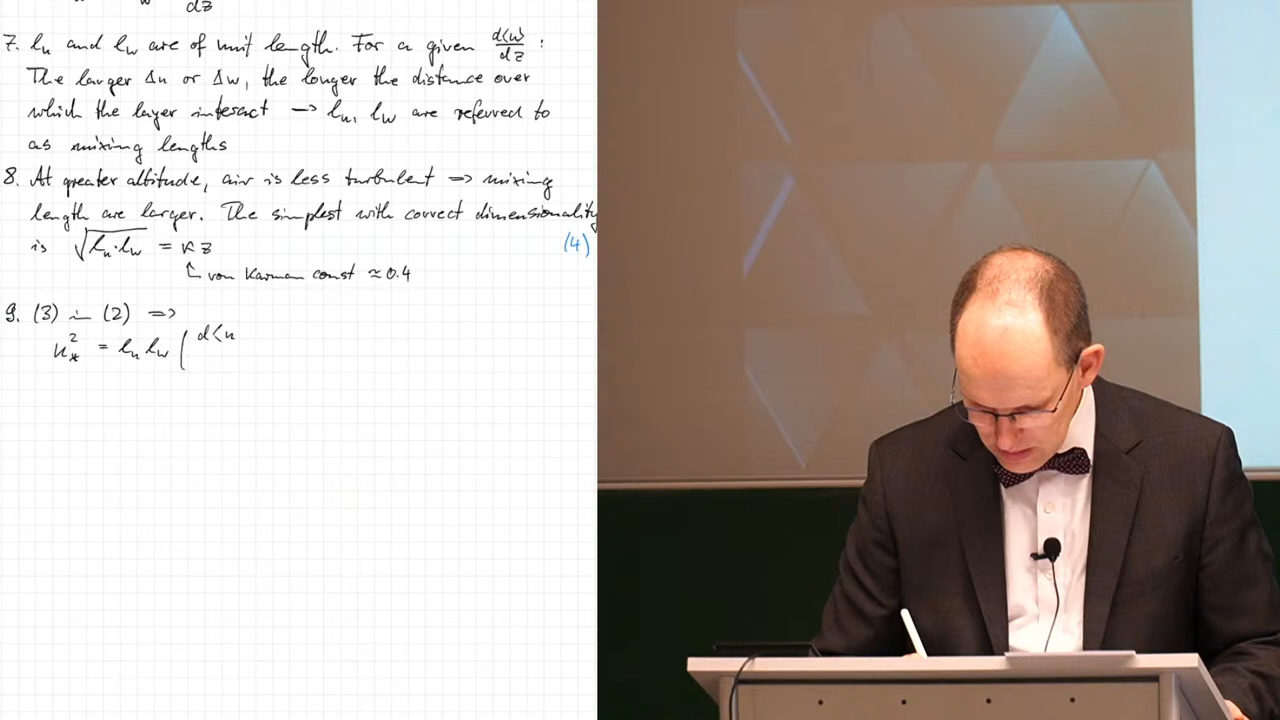 dz
7. lu and lw are of unit length. For a given d⟨u⟩/dz :
The larger Δu or Δw, the longer the distance over
which the layer interact → lu, lw are referred to
as mixing lengths
8. At greater altitude, air is less turbulent ⇒ mixing
length are larger. The simplest with correct dimensionality
is √(lu·lw) = κ z (4)
von Karman const ≈ 0.4
9. (3) in (2) ⇒
u*² = lu lw ( d⟨u